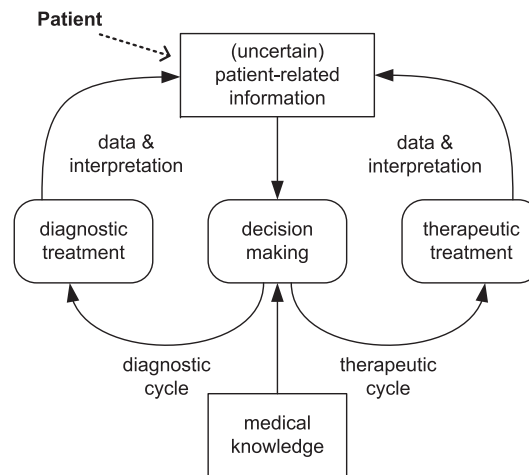 Patient
(uncertain)
patient-related
information
data &
interpretation
data &
interpretation
diagnostic
treatment
decision
making
therapeutic
treatment
diagnostic
cycle
therapeutic
cycle
medical
knowledge